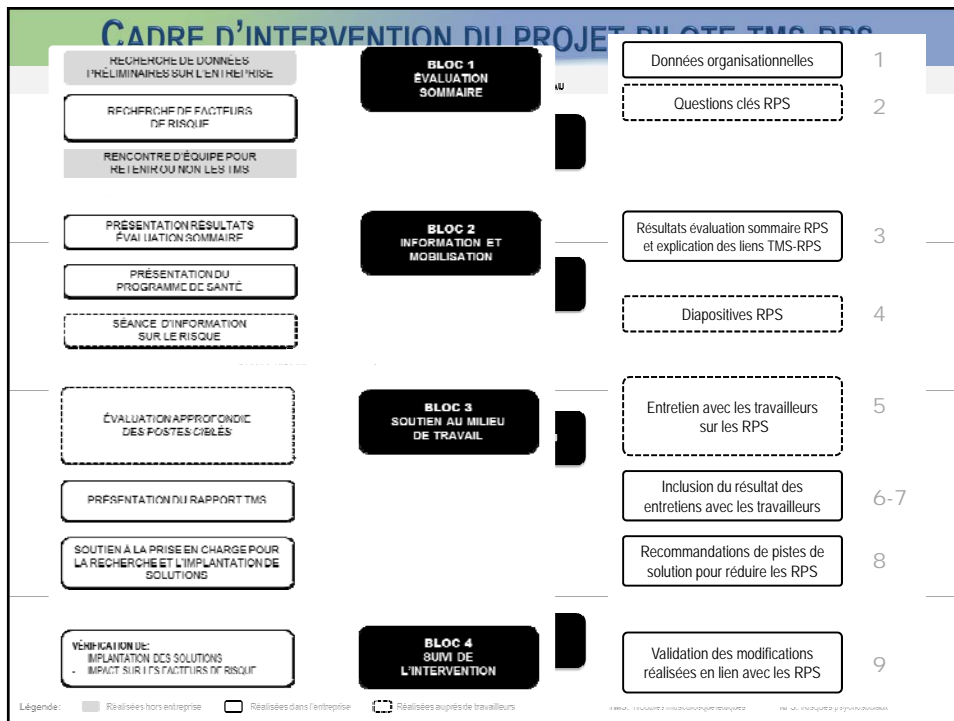 CADRE D'INTERVENTION DU PROJET PILOTE TMS-RPS
RECHERCHE DE DONNÉES
PRÉLIMINAIRES SUR L'ENTREPRISE
RECHERCHE DE FACTEURS
DE RISQUE
RENCONTRE D'ÉQUIPE POUR
RETENIR OU NON LES TMS
BLOC 1
ÉVALUATION
SOMMAIRE
AU
Données organisationnelles
1
Questions clés RPS
2
PRÉSENTATION RÉSULTATS
ÉVALUATION SOMMAIRE
PRÉSENTATION DU
PROGRAMME DE SANTÉ
SÉANCE D'INFORMATION
SUR LE RISQUE
BLOC 2
INFORMATION ET
MOBILISATION
Résultats évaluation sommaire RPS
et explication des liens TMS-RPS
3
Diapositives RPS
4
ÉVALUATION APPROFONDIE
DES POSTES CIBLÉS
PRÉSENTATION DU RAPPORT TMS
SOUTIEN À LA PRISE EN CHARGE POUR
LA RECHERCHE ET L'IMPLANTATION DE
SOLUTIONS
BLOC 3
SOUTIEN AU MILIEU
DE TRAVAIL
Entretien avec les travailleurs
sur les RPS
5
Inclusion du résultat des
entretiens avec les travailleurs
6-7
Recommandations de pistes de
solution pour réduire les RPS
8
VÉRIFICATION DE:
IMPLANTATION DES SOLUTIONS
- IMPACT SUR LES FACTEURS DE RISQUE
BLOC 4
SUIVI DE
L'INTERVENTION
Validation des modifications
réalisées en lien avec les RPS
9
Légende: Réalisées hors entreprise Réalisées dans l'entreprise Réalisées auprès de travailleurs